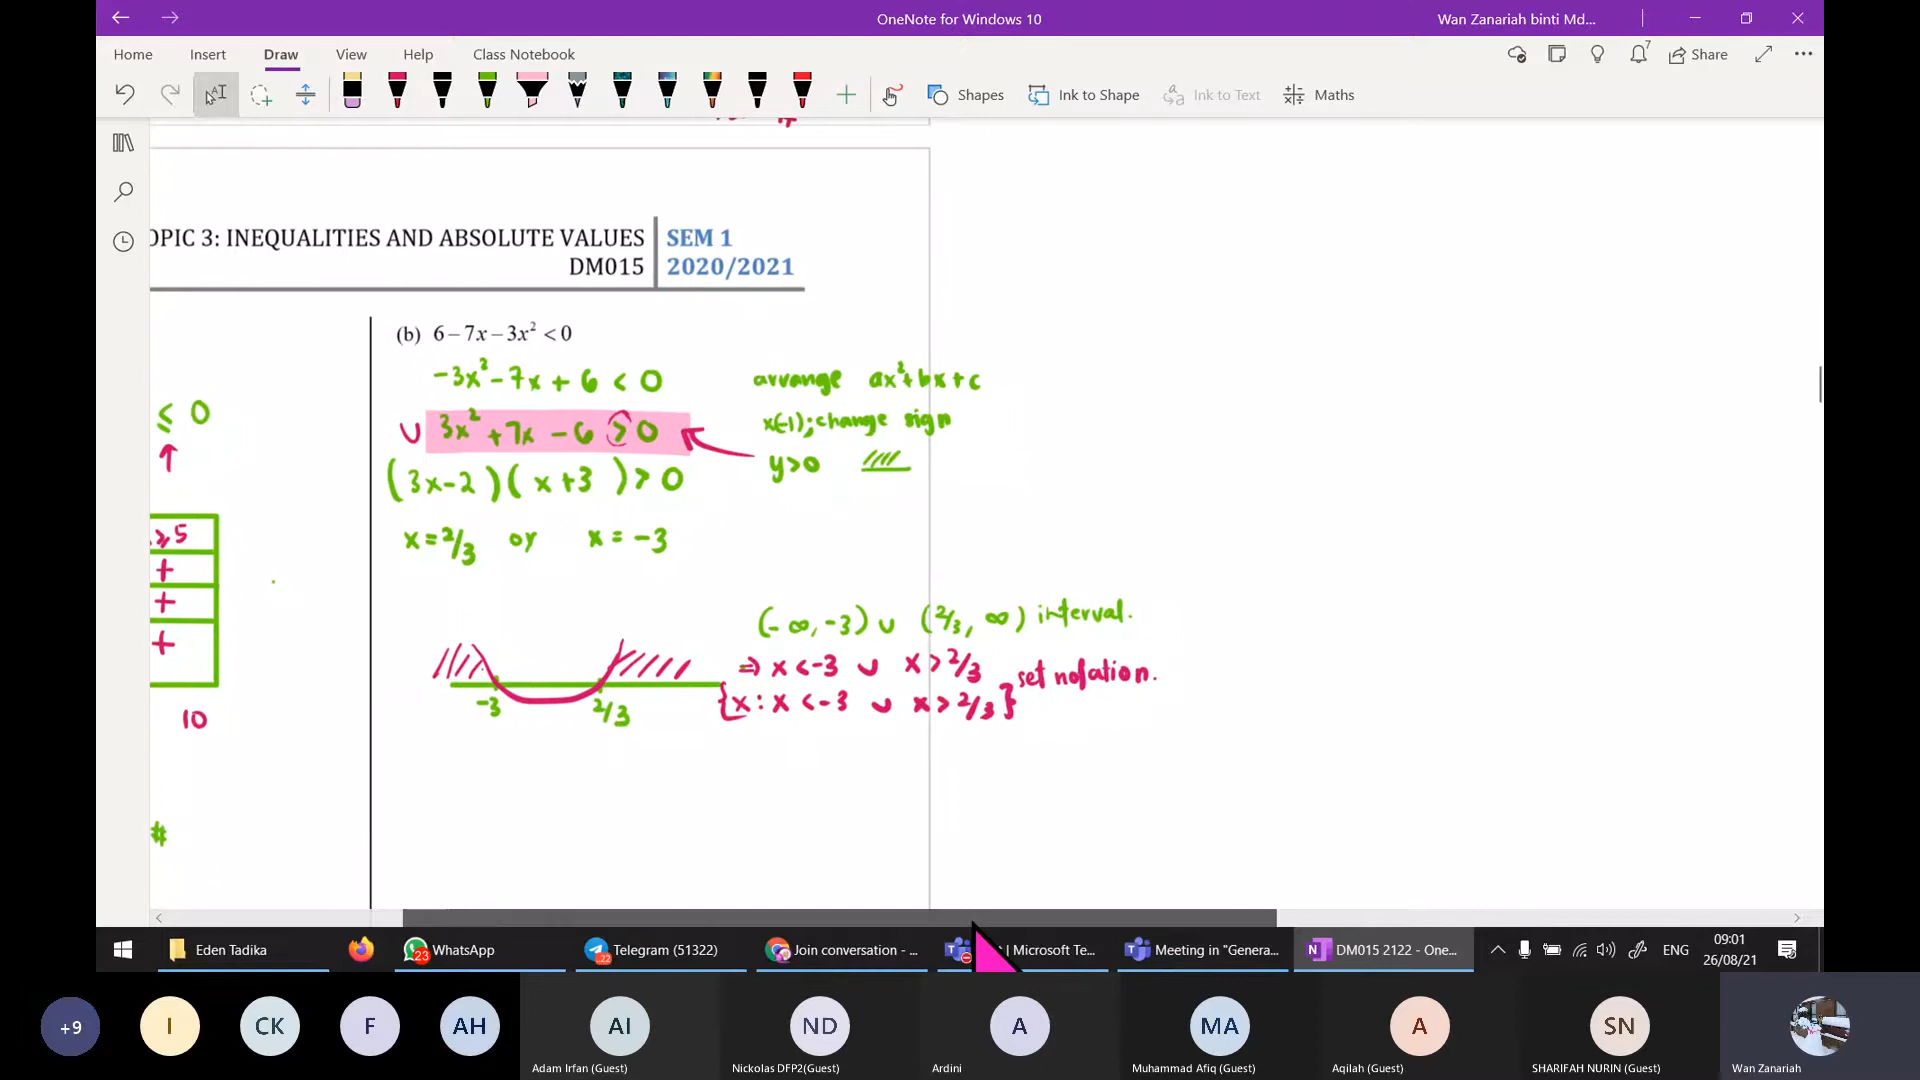 OneNote for Windows 10
Wan Zanariah binti Md...
Home Insert Draw View Help Class Notebook
7 Share
Shapes Ink to Shape Ink to Text Maths
OPIC 3: INEQUALITIES AND ABSOLUTE VALUES SEM 1
DM015 2020/2021
(b) 6−7x−3x²<0
-3x²-7x+6<0 arrange ax²+bx+c
≤ 0
∪ 3x²+7x-6>0 x(-1);change sign
(3x-2)(x+3)>0 y>0
x=2/3 or x=-3
≥5
+
+
+
(-∞,-3)∪(2/3,∞) interval.
⇒ x<-3 ∪ x>2/3
{x:x<-3 ∪ x>2/3} set notation.
-3 2/3
10
#
Eden Tadika
23 WhatsApp
22 Telegram (51322)
Join conversation - ...
| Microsoft Te...
Meeting in "Genera...
DM015 2122 - One...
ENG
09:01
26/08/21
+9 I CK F AH AI ND A MA A SN
Adam Irfan (Guest) Nickolas DFP2(Guest) Ardini Muhammad Afiq (Guest) Aqilah (Guest) SHARIFAH NURIN (Guest) Wan Zanariah